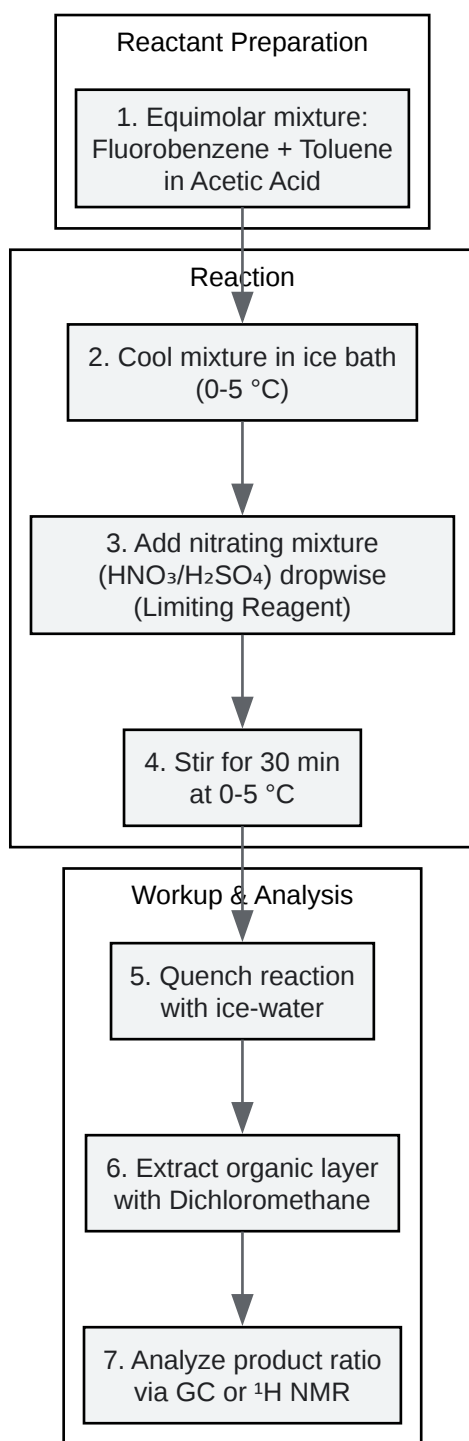 Reactant Preparation
1. Equimolar mixture:
Fluorobenzene + Toluene
in Acetic Acid
Reaction
2. Cool mixture in ice bath
(0-5 °C)
3. Add nitrating mixture
(HNO₃/H₂SO₄) dropwise
(Limiting Reagent)
4. Stir for 30 min
at 0-5 °C
Workup & Analysis
5. Quench reaction
with ice-water
6. Extract organic layer
with Dichloromethane
7. Analyze product ratio
via GC or ¹H NMR